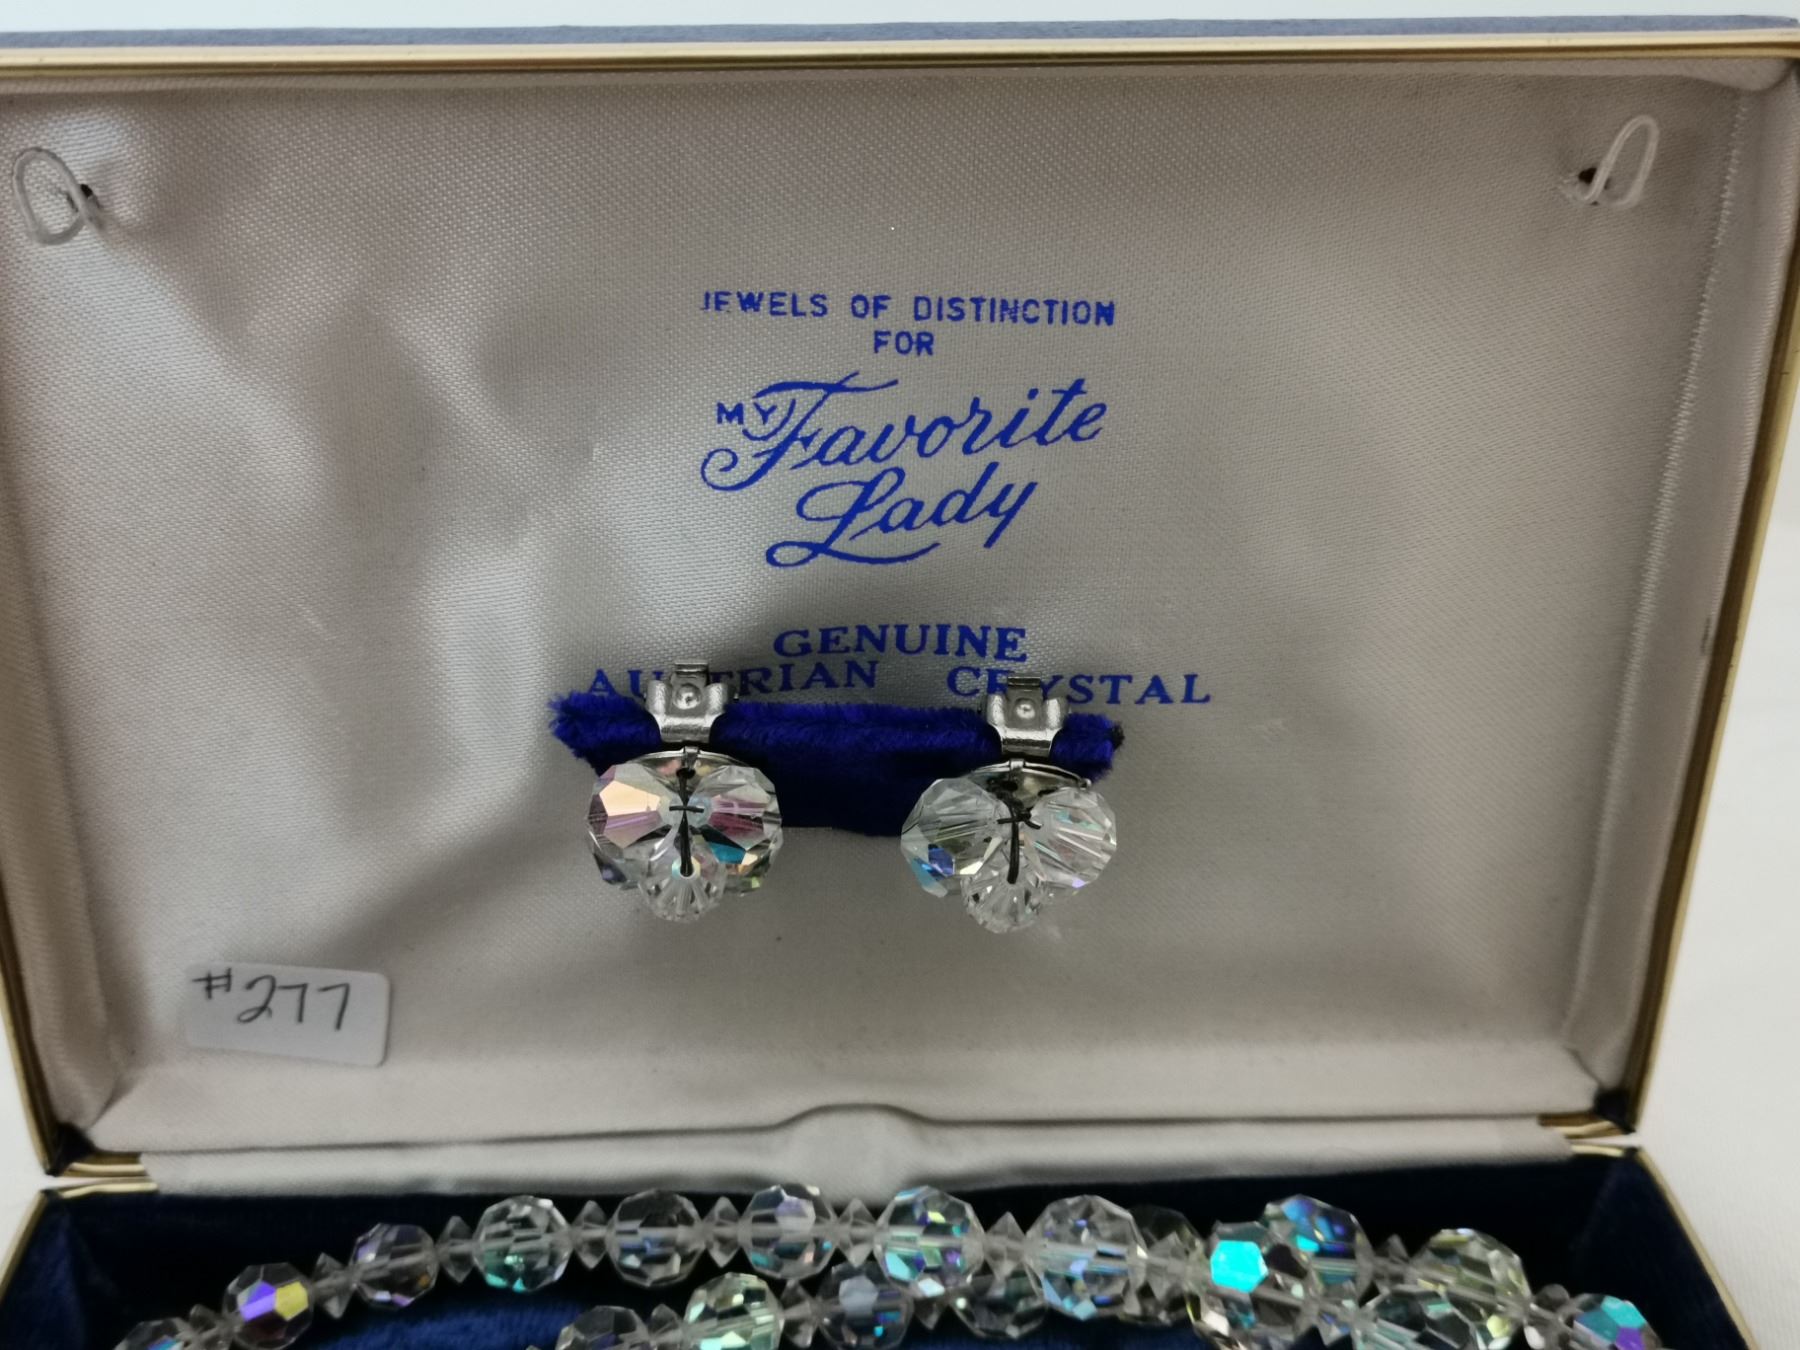 JEWELS OF DISTINCTION
FOR
MY Favorite
Lady
GENUINE
AUSTRIAN CRYSTAL
#277